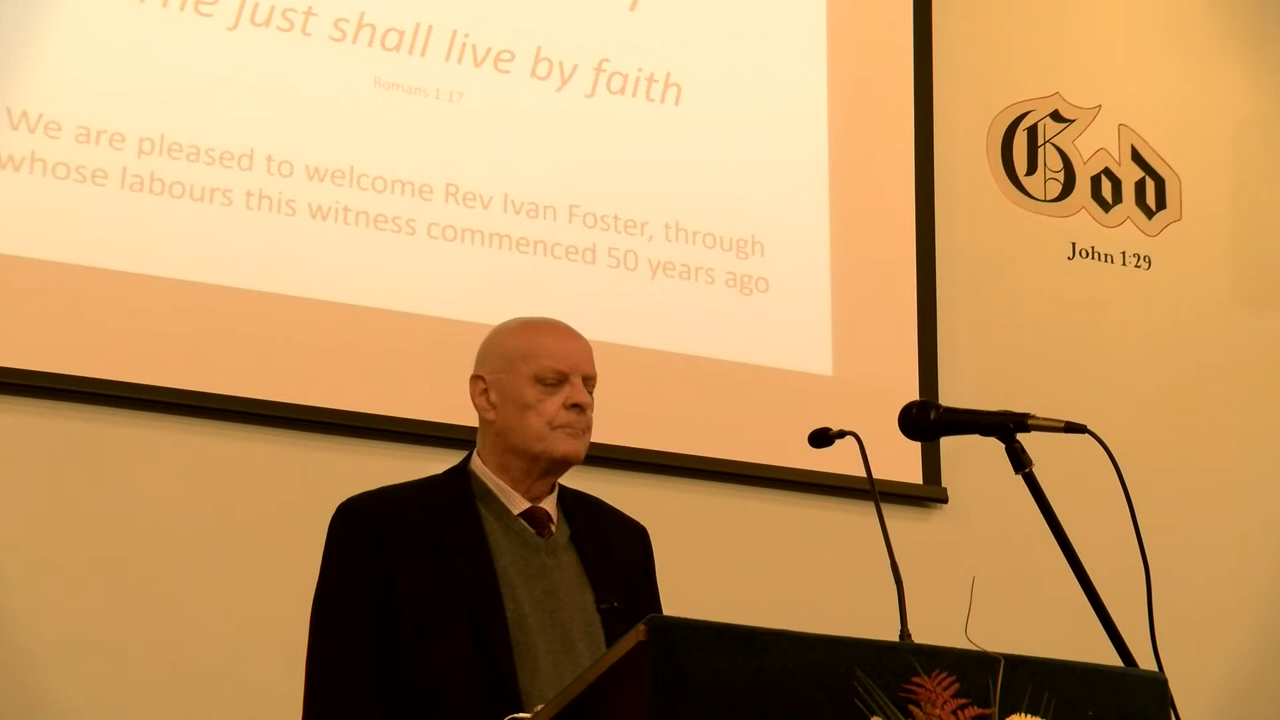 The just shall live by faith
Romans 1:17
We are pleased to welcome Rev Ivan Foster, through
whose labours this witness commenced 50 years ago
God
John 1:29